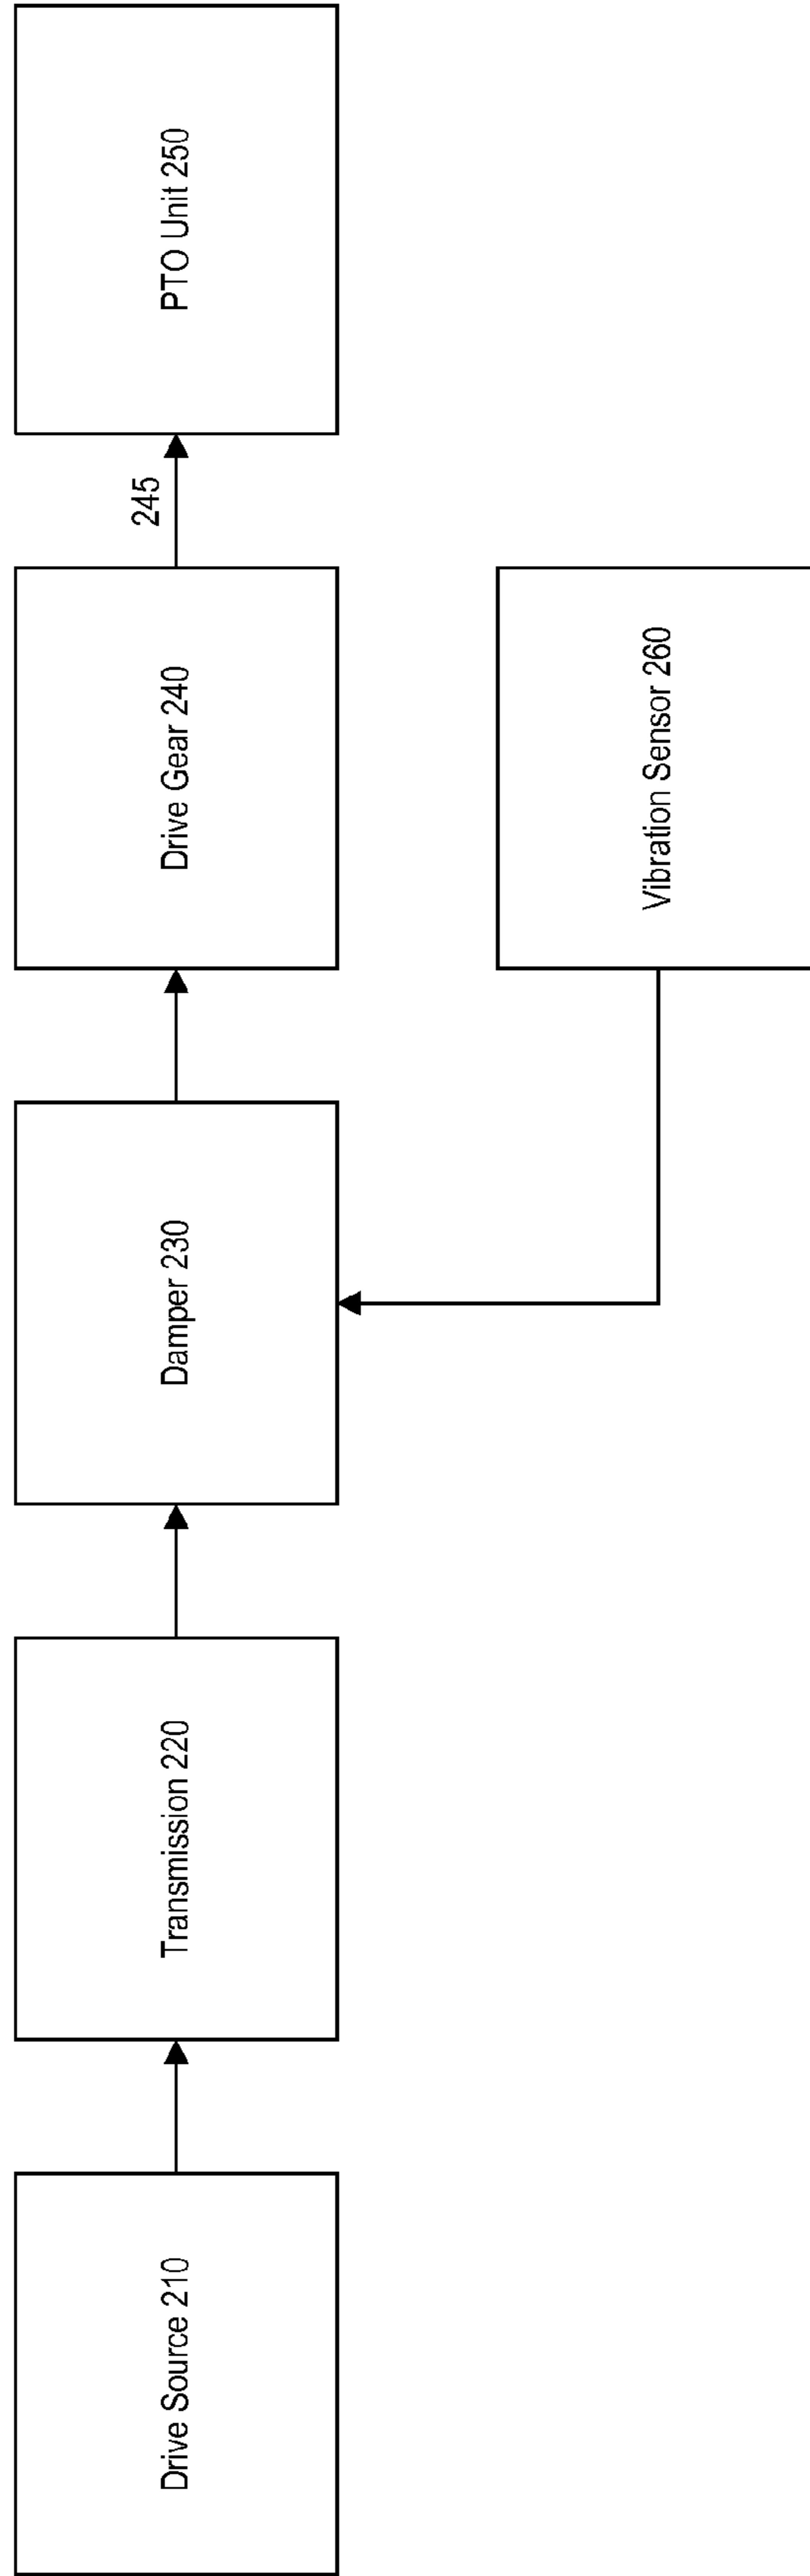 Drive Source 210
Transmission 220
Damper 230
Drive Gear 240
245
PTO Unit 250
Vibration Sensor 260